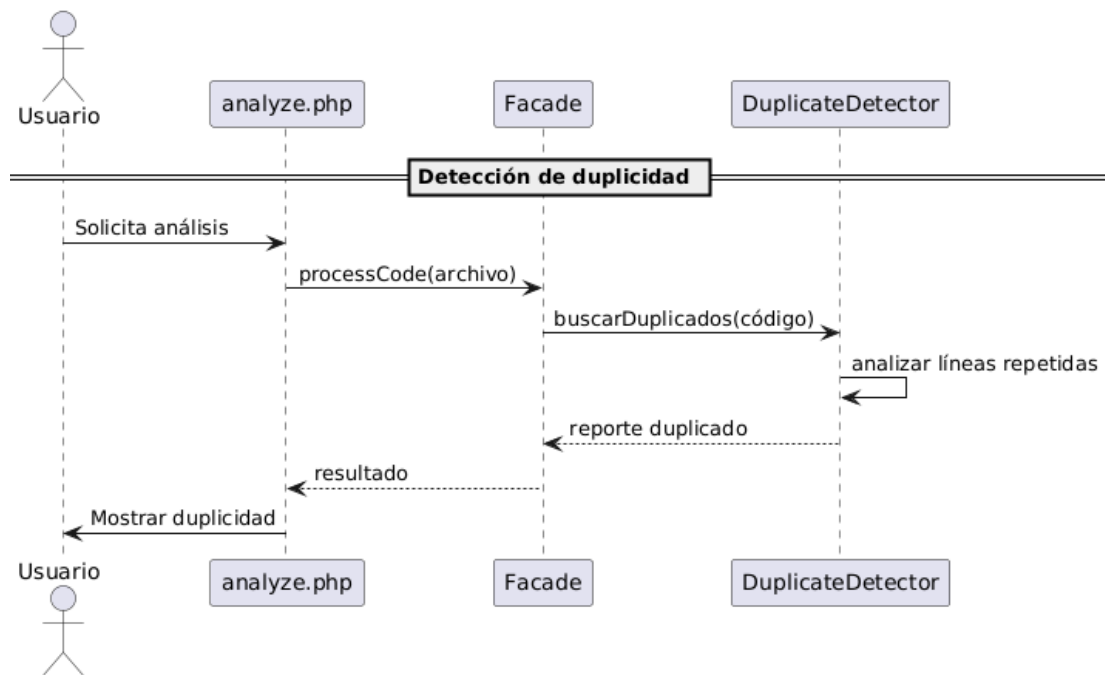 Usuario
analyze.php
Facade
DuplicateDetector
Detección de duplicidad
Solicita análisis
processCode(archivo)
buscarDuplicados(código)
analizar líneas repetidas
reporte duplicado
resultado
Mostrar duplicidad
Usuario
analyze.php
Facade
DuplicateDetector